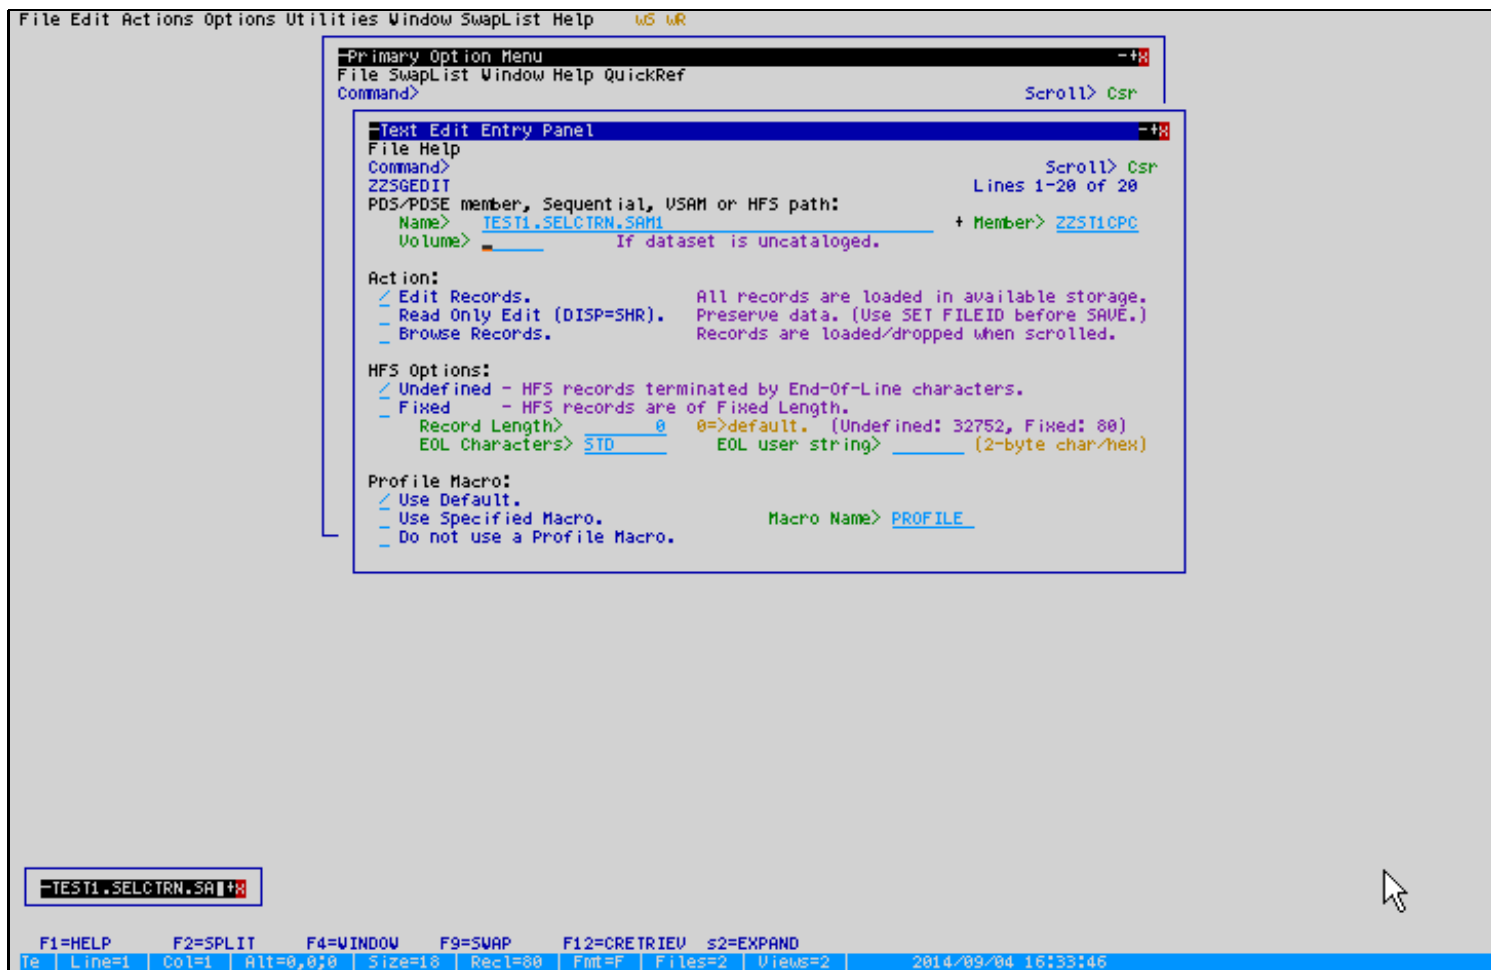 File Edit Actions Options Utilities Window SwapList Help wS wR
Primary Option Menu -+x
File SwapList Window Help QuickRef
Command> Scroll> Csr
Text Edit Entry Panel -+x
File Help
Command> Scroll> Csr
ZZSGEDIT Lines 1-20 of 20
PDS/PDSE member, Sequential, VSAM or HFS path:
Name> TEST1.SELCTRN.SAM1 + Member> ZZST1CPC
Volume> If dataset is uncataloged.
Action:
/ Edit Records. All records are loaded in available storage.
_ Read Only Edit (DISP=SHR). Preserve data. (Use SET FILEID before SAVE.)
_ Browse Records. Records are loaded/dropped when scrolled.
HFS Options:
/ Undefined - HFS records terminated by End-Of-Line characters.
_ Fixed - HFS records are of Fixed Length.
Record Length> 0 0=>default. (Undefined: 32752, Fixed: 80)
EOL Characters> STD EOL user string> (2-byte char/hex)
Profile Macro:
/ Use Default.
_ Use Specified Macro. Macro Name> PROFILE
_ Do not use a Profile Macro.
-TEST1.SELCTRN.SA +x
F1=HELP F2=SPLIT F4=WINDOW F9=SWAP F12=CRETRIEV s2=EXPAND
Te | Line=1 | Col=1 | Alt=0,0;0 | Size=18 | Recl=80 | Fmt=F | Files=2 | Views=2 | 2014/09/04 16:33:46